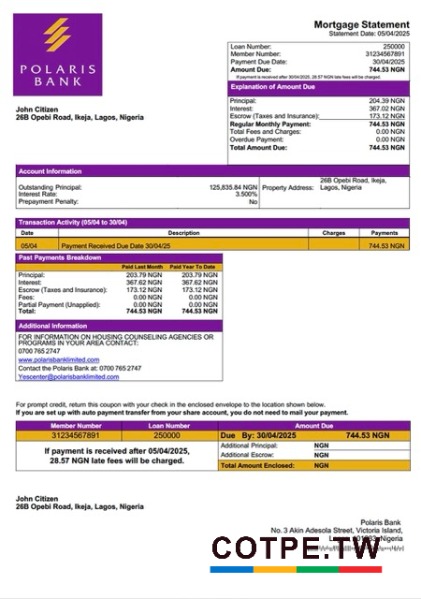 POLARIS
BANK
Mortgage Statement
Statement Date: 05/04/2025
Loan Number: 250000
Member Number: 31234567891
Payment Due Date: 30/04/2025
Amount Due: 744.53 NGN
If payment is received after 30/04/2025, 28.57 NGN late fees will be charged.
John Citizen
26B Opebi Road, Ikeja, Lagos, Nigeria
Explanation of Amount Due
Principal: 204.39 NGN
Interest: 367.02 NGN
Escrow (Taxes and Insurance): 173.12 NGN
Regular Monthly Payment: 744.53 NGN
Total Fees and Charges: 0.00 NGN
Overdue Payment: 0.00 NGN
Total Amount Due: 744.53 NGN
Account Information
Outstanding Principal: 125,835.84 NGN
Interest Rate: 3.500%
Prepayment Penalty: No
Property Address: 26B Opebi Road, Ikeja,
Lagos, Nigeria
Transaction Activity (05/04 to 30/04)
Date Description Charges Payments
05/04 Payment Received Due Date 30/04/25 744.53 NGN
Past Payments Breakdown
Paid Last Month Paid Year To Date
Principal: 203.79 NGN 203.79 NGN
Interest: 367.62 NGN 367.62 NGN
Escrow (Taxes and Insurance): 173.12 NGN 173.12 NGN
Fees: 0.00 NGN 0.00 NGN
Partial Payment (Unapplied): 0.00 NGN 0.00 NGN
Total: 744.53 NGN 744.53 NGN
Additional Information
FOR INFORMATION ON HOUSING COUNSELING AGENCIES OR
PROGRAMS IN YOUR AREA CONTACT:
0700 765 2747
www.polarisbanklimited.com
Contact the Polaris Bank at: 0700 765 2747
Yescenter@polarisbanklimited.com
For prompt credit, return this coupon with your check in the enclosed envelope to the location shown below.
If you are set up with auto payment transfer from your share account, you do not need to mail your payment.
Member Number Loan Number Amount Due
31234567891 250000 Due By: 30/04/2025 744.53 NGN
If payment is received after 05/04/2025,
28.57 NGN late fees will be charged.
Additional Principal: NGN
Additional Escrow: NGN
Total Amount Enclosed: NGN
John Citizen
26B Opebi Road, Ikeja, Lagos, Nigeria
Polaris Bank
No. 3 Akin Adesola Street, Victoria Island,
Nigeria
COTPE.TW